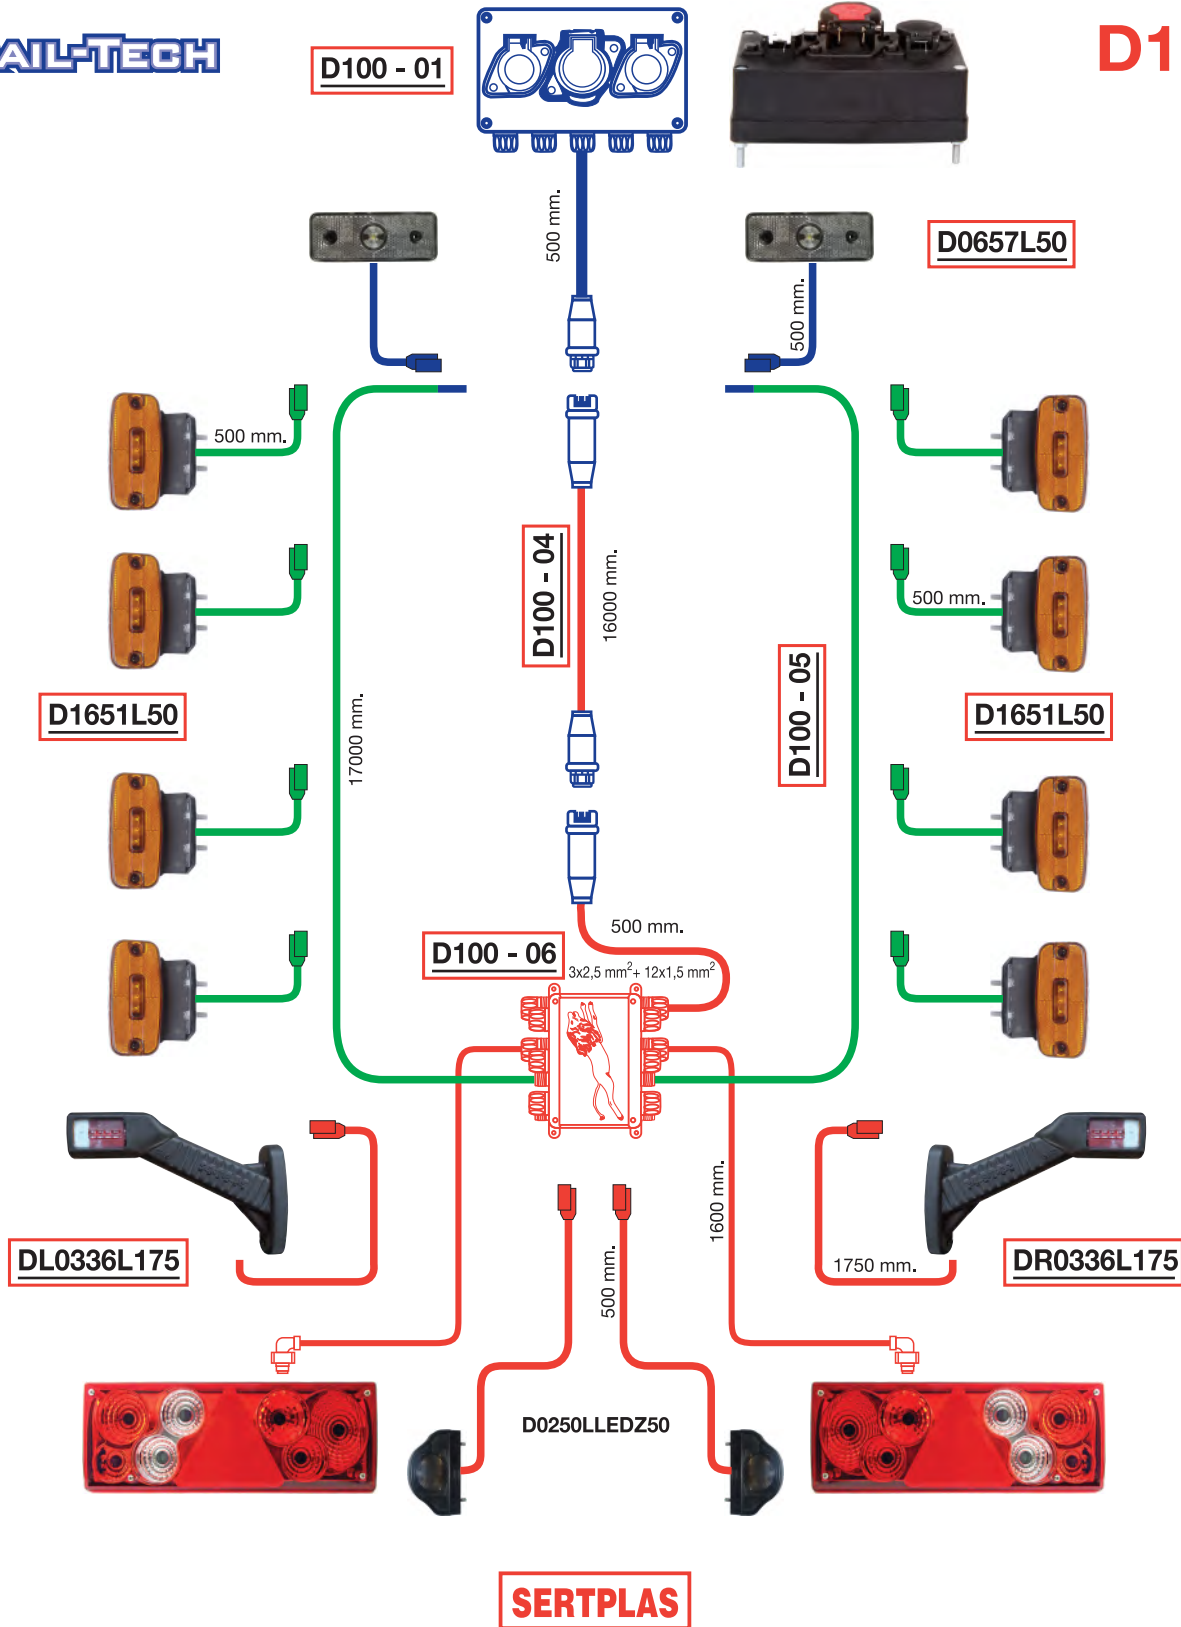 AIL-TECH
D100 - 01
D1
500 mm.
D0657L50
500 mm.
500 mm.
D100 - 04
16000 mm.
500 mm.
D1651L50
17000 mm.
D100 - 05
D1651L50
500 mm.
D100 - 06
3x2,5 mm²+ 12x1,5 mm²
DL0336L175
1600 mm.
500 mm.
1750 mm.
DR0336L175
D0250LLEDZ50
SERTPLAS